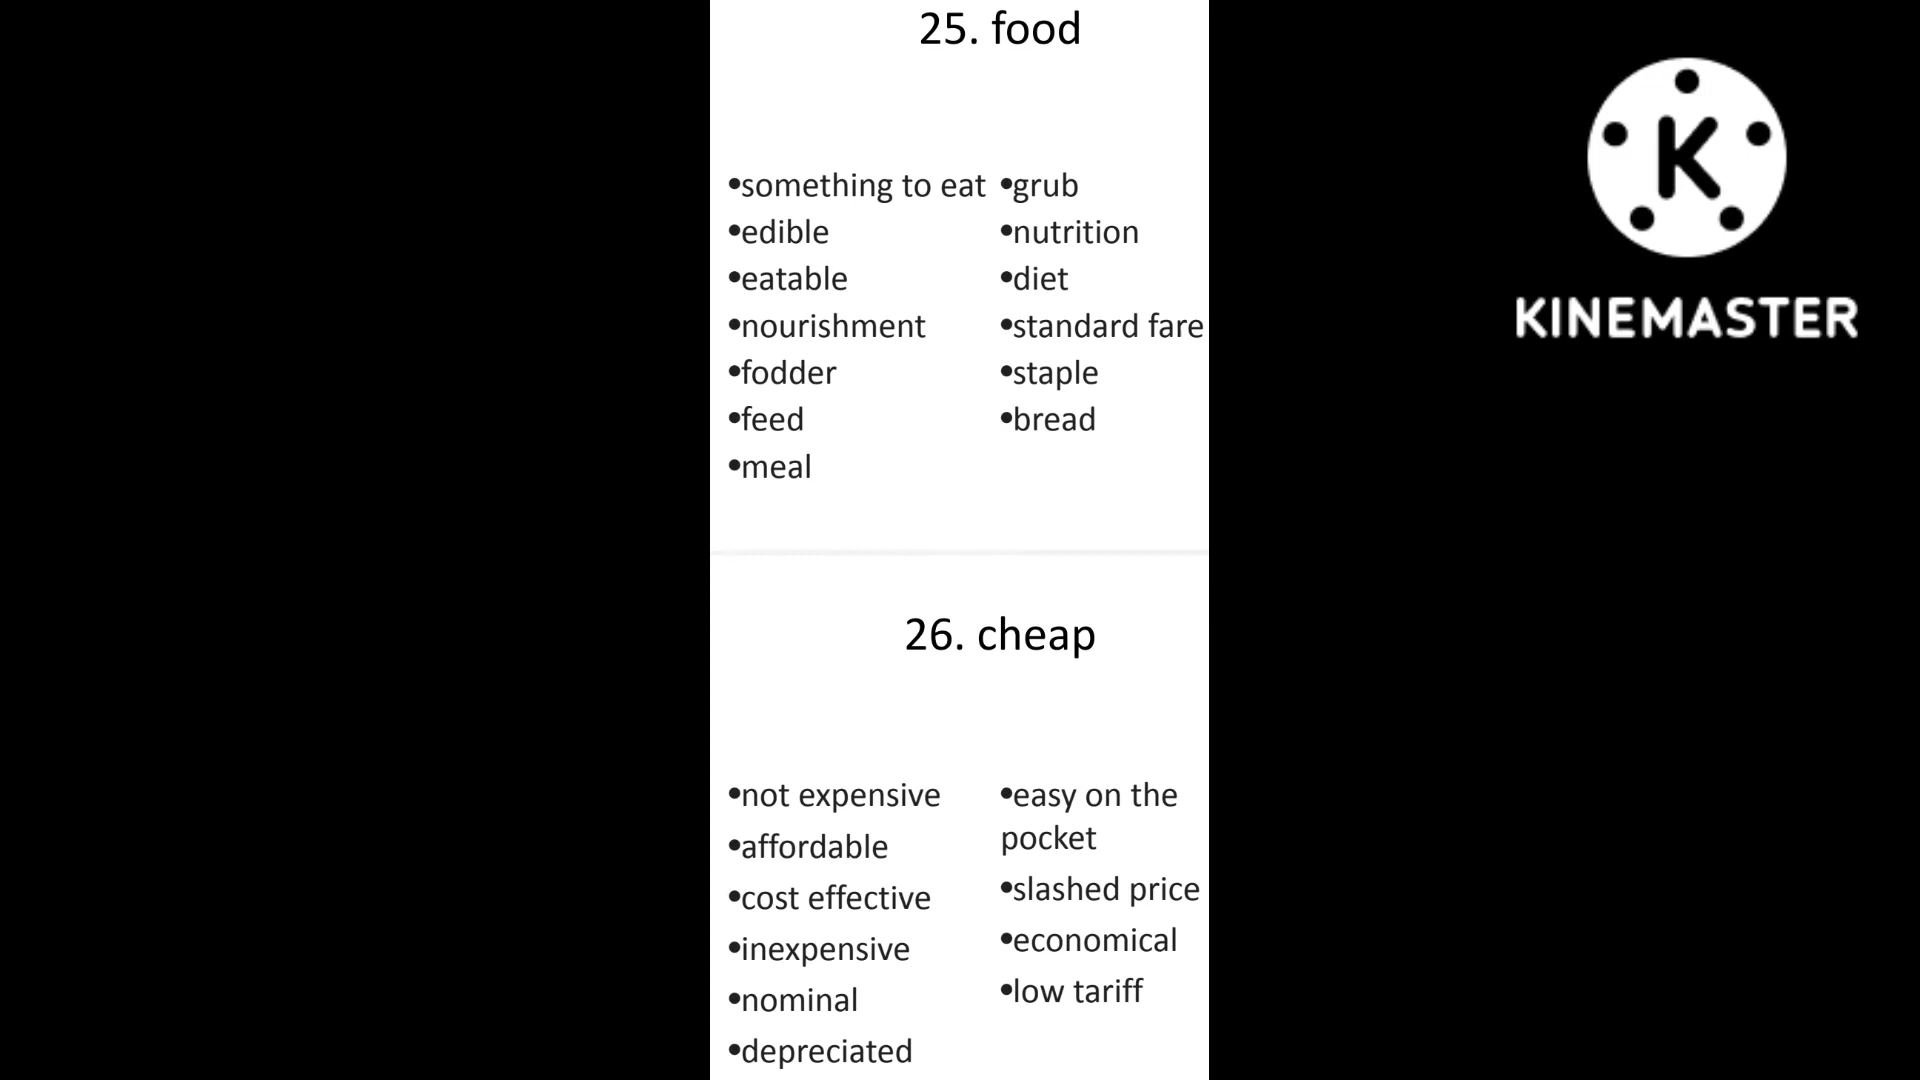 25. food
•something to eat
•edible
•eatable
•nourishment
•fodder
•feed
•meal
•grub
•nutrition
•diet
•standard fare
•staple
•bread
26. cheap
•not expensive
•affordable
•cost effective
•inexpensive
•nominal
•depreciated
•easy on the
pocket
•slashed price
•economical
•low tariff
K
KINEMASTER